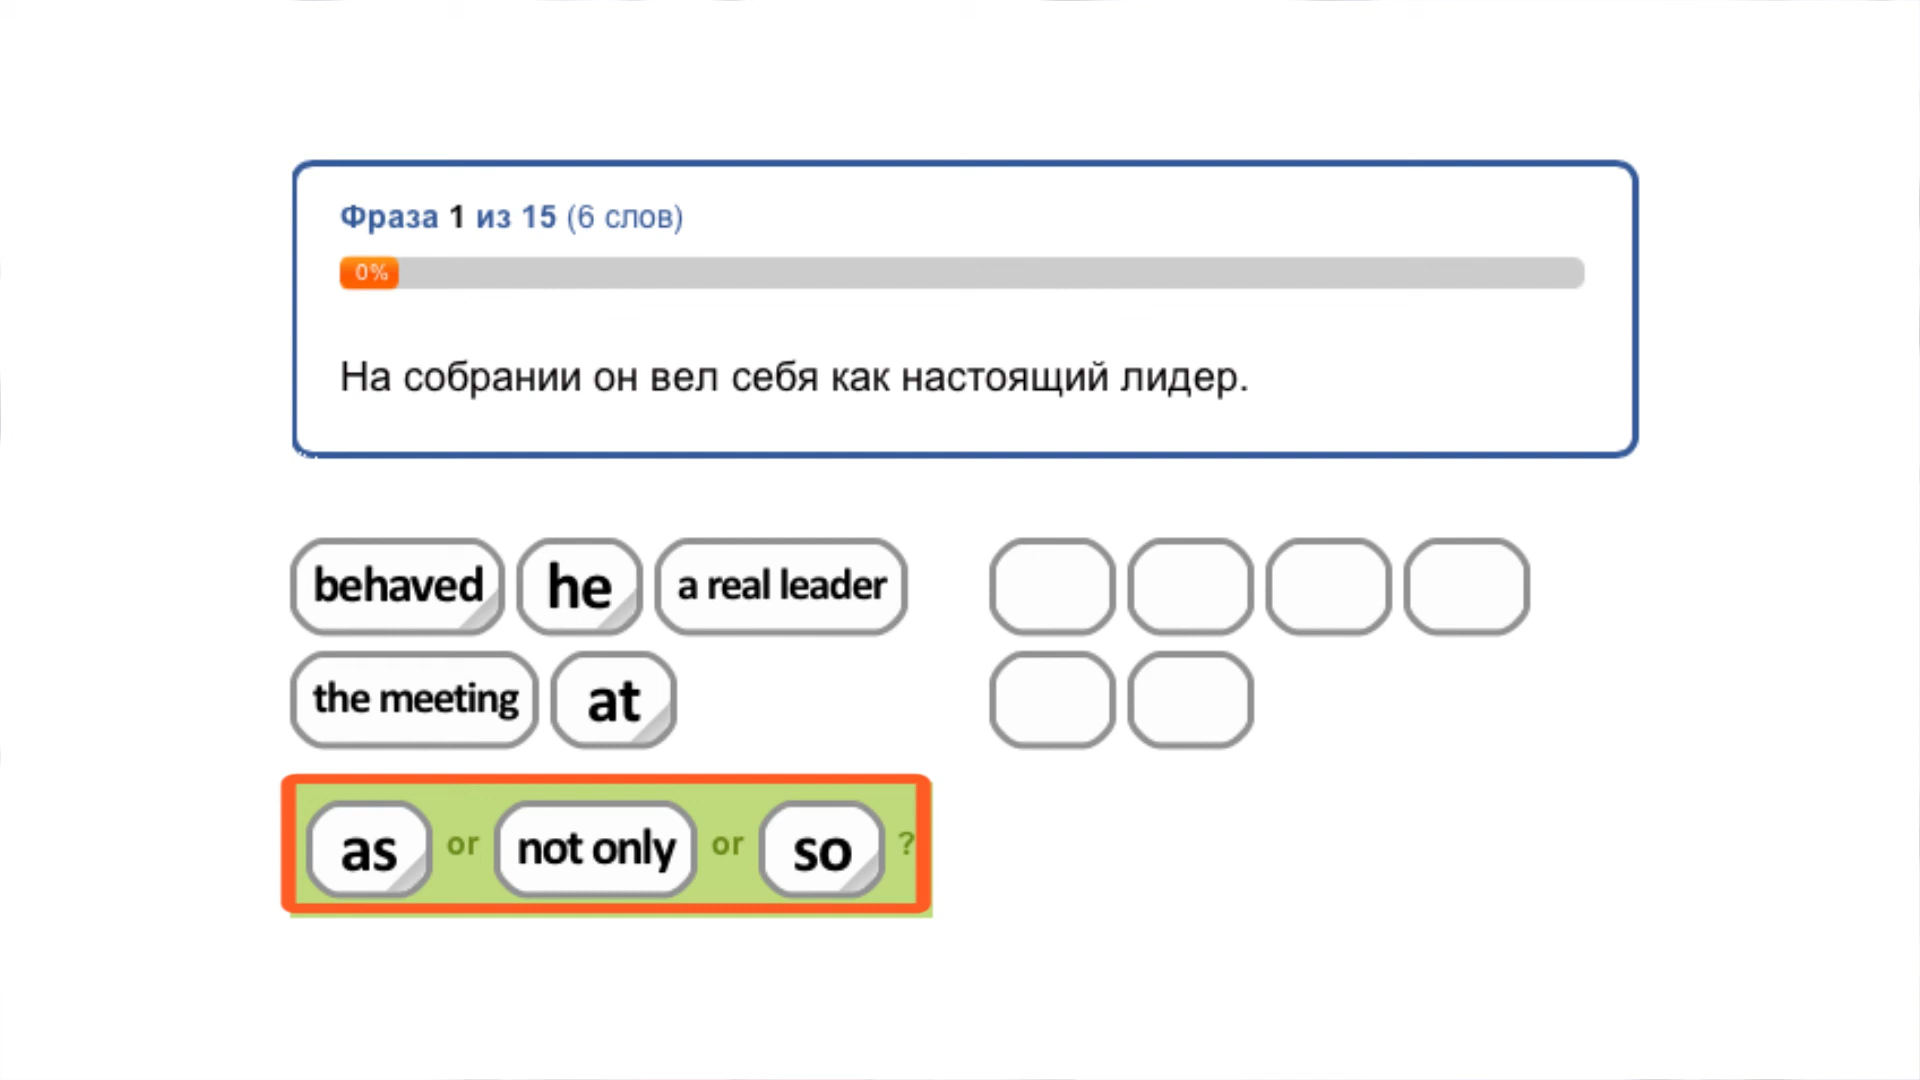 Фраза 1 из 15 (6 слов)
0%
На собрании он вел себя как настоящий лидер.
behaved he a real leader
the meeting at
as or not only or so ?